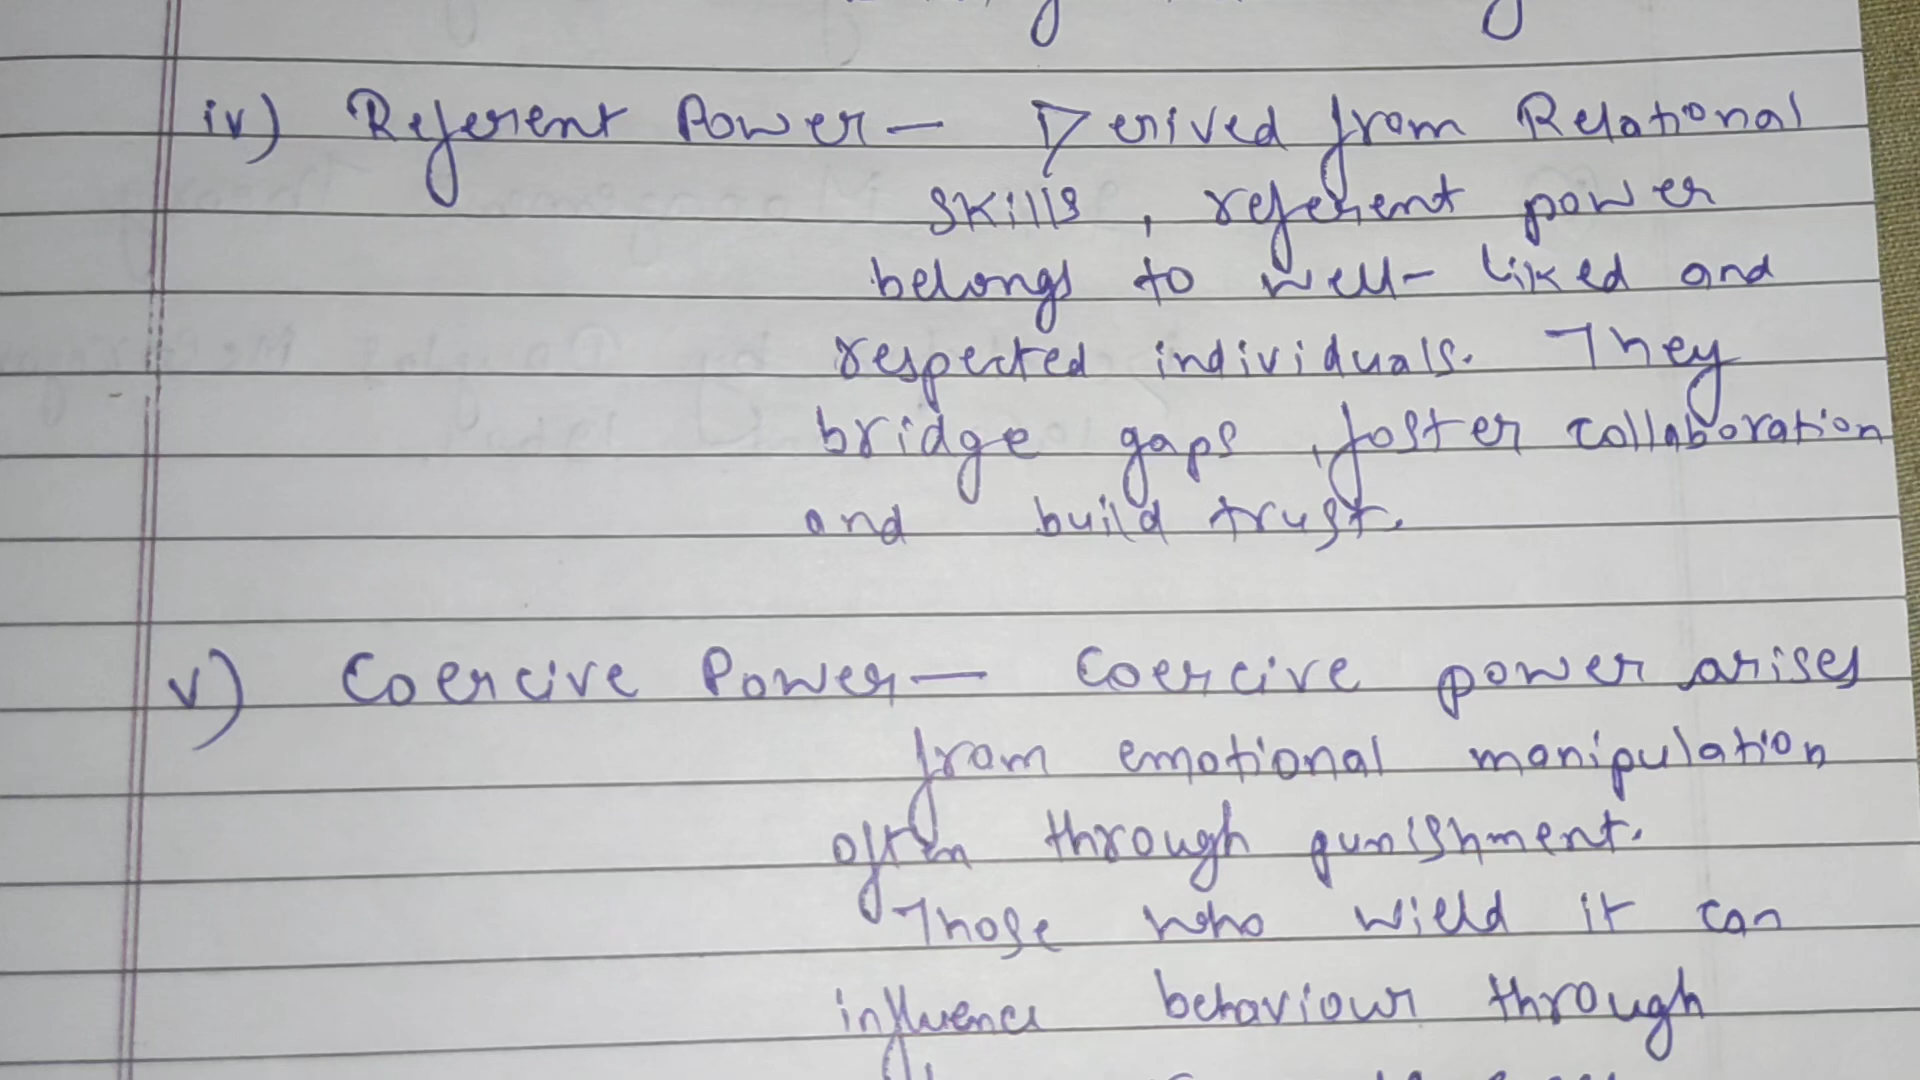 iv) Referent Power — Derived from Relational
skills, referent power
belongs to well-liked and
respected individuals. They
bridge gaps, foster collaboration
and build trust.
v) Coercive Power — Coercive power arises
from emotional manipulation
often through punishment.
Those who wield it can
influence behaviour through